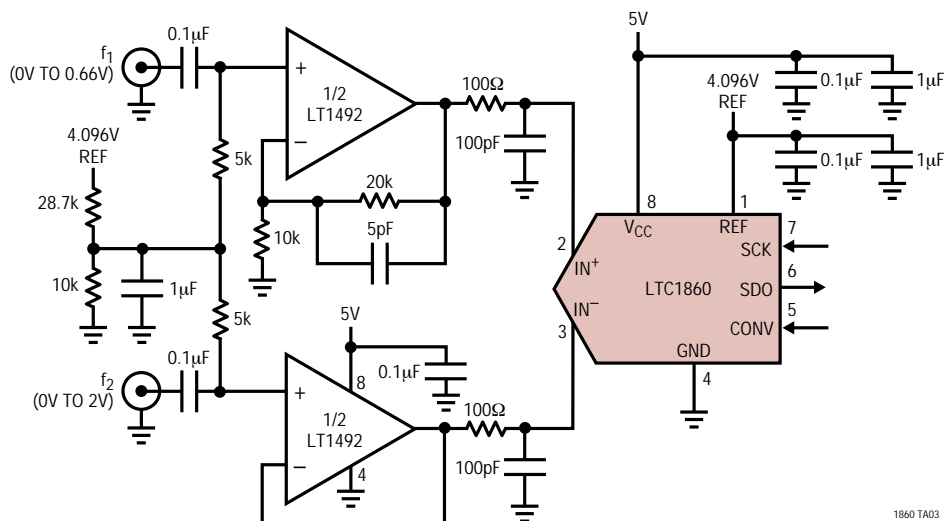 f1
(0V TO 0.66V)
0.1µF
+
1/2
LT1492
–
100Ω
100pF
4.096V
REF
28.7k
5k
10k
1µF
10k
20k
5pF
5k
f2
(0V TO 2V)
0.1µF
5V
8
0.1µF
+
1/2
LT1492
–
4
100Ω
100pF
5V
0.1µF
1µF
4.096V
REF
0.1µF
1µF
8
1
VCC
REF
2
IN+
IN–
3
LTC1860
7
SCK
6
SDO
5
CONV
GND
4
1860 TA03